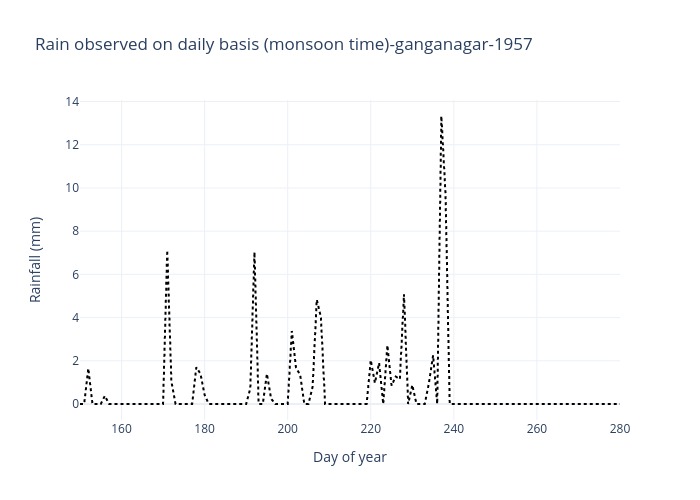 Rain observed on daily basis (monsoon time)-ganganagar-1957
14
12
10
8
6
4
2
0
Rainfall (mm)
160 180 200 220 240 260 280
Day of year